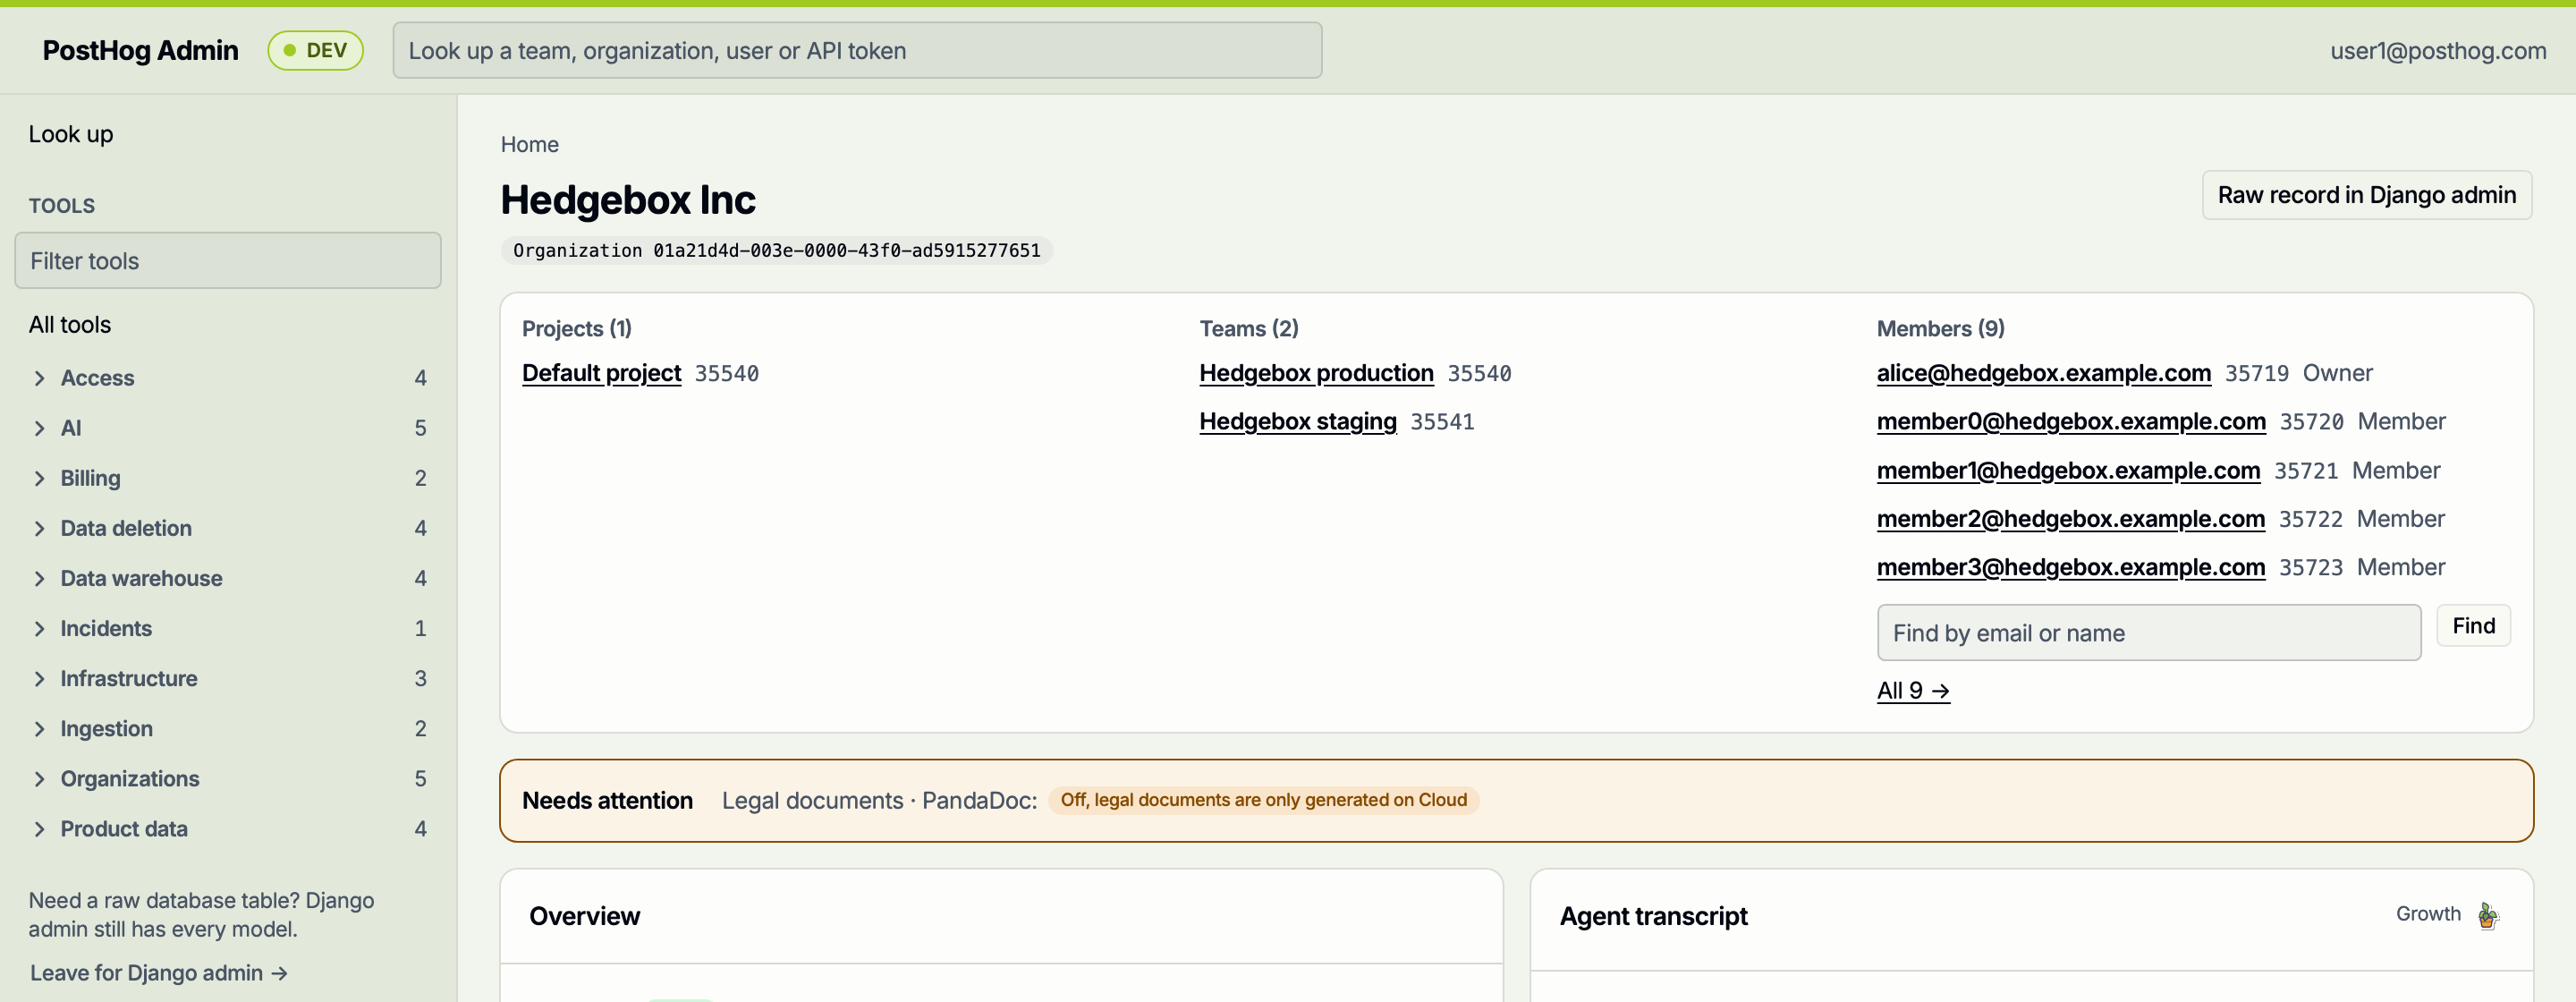 PostHog Admin
DEV
Look up a team, organization, user or API token
user1@posthog.com
Look up
TOOLS
Filter tools
All tools
Access 4
AI 5
Billing 2
Data deletion 4
Data warehouse 4
Incidents 1
Infrastructure 3
Ingestion 2
Organizations 5
Product data 4
Need a raw database table? Django
admin still has every model.
Leave for Django admin →
Home
Hedgebox Inc
Raw record in Django admin
Organization 01a21d4d-003e-0000-43f0-ad5915277651
Projects (1)
Default project 35540
Teams (2)
Hedgebox production 35540
Hedgebox staging 35541
Members (9)
alice@hedgebox.example.com 35719 Owner
member0@hedgebox.example.com 35720 Member
member1@hedgebox.example.com 35721 Member
member2@hedgebox.example.com 35722 Member
member3@hedgebox.example.com 35723 Member
Find by email or name
Find
All 9 →
Needs attention Legal documents · PandaDoc: Off, legal documents are only generated on Cloud
Overview
Agent transcript
Growth